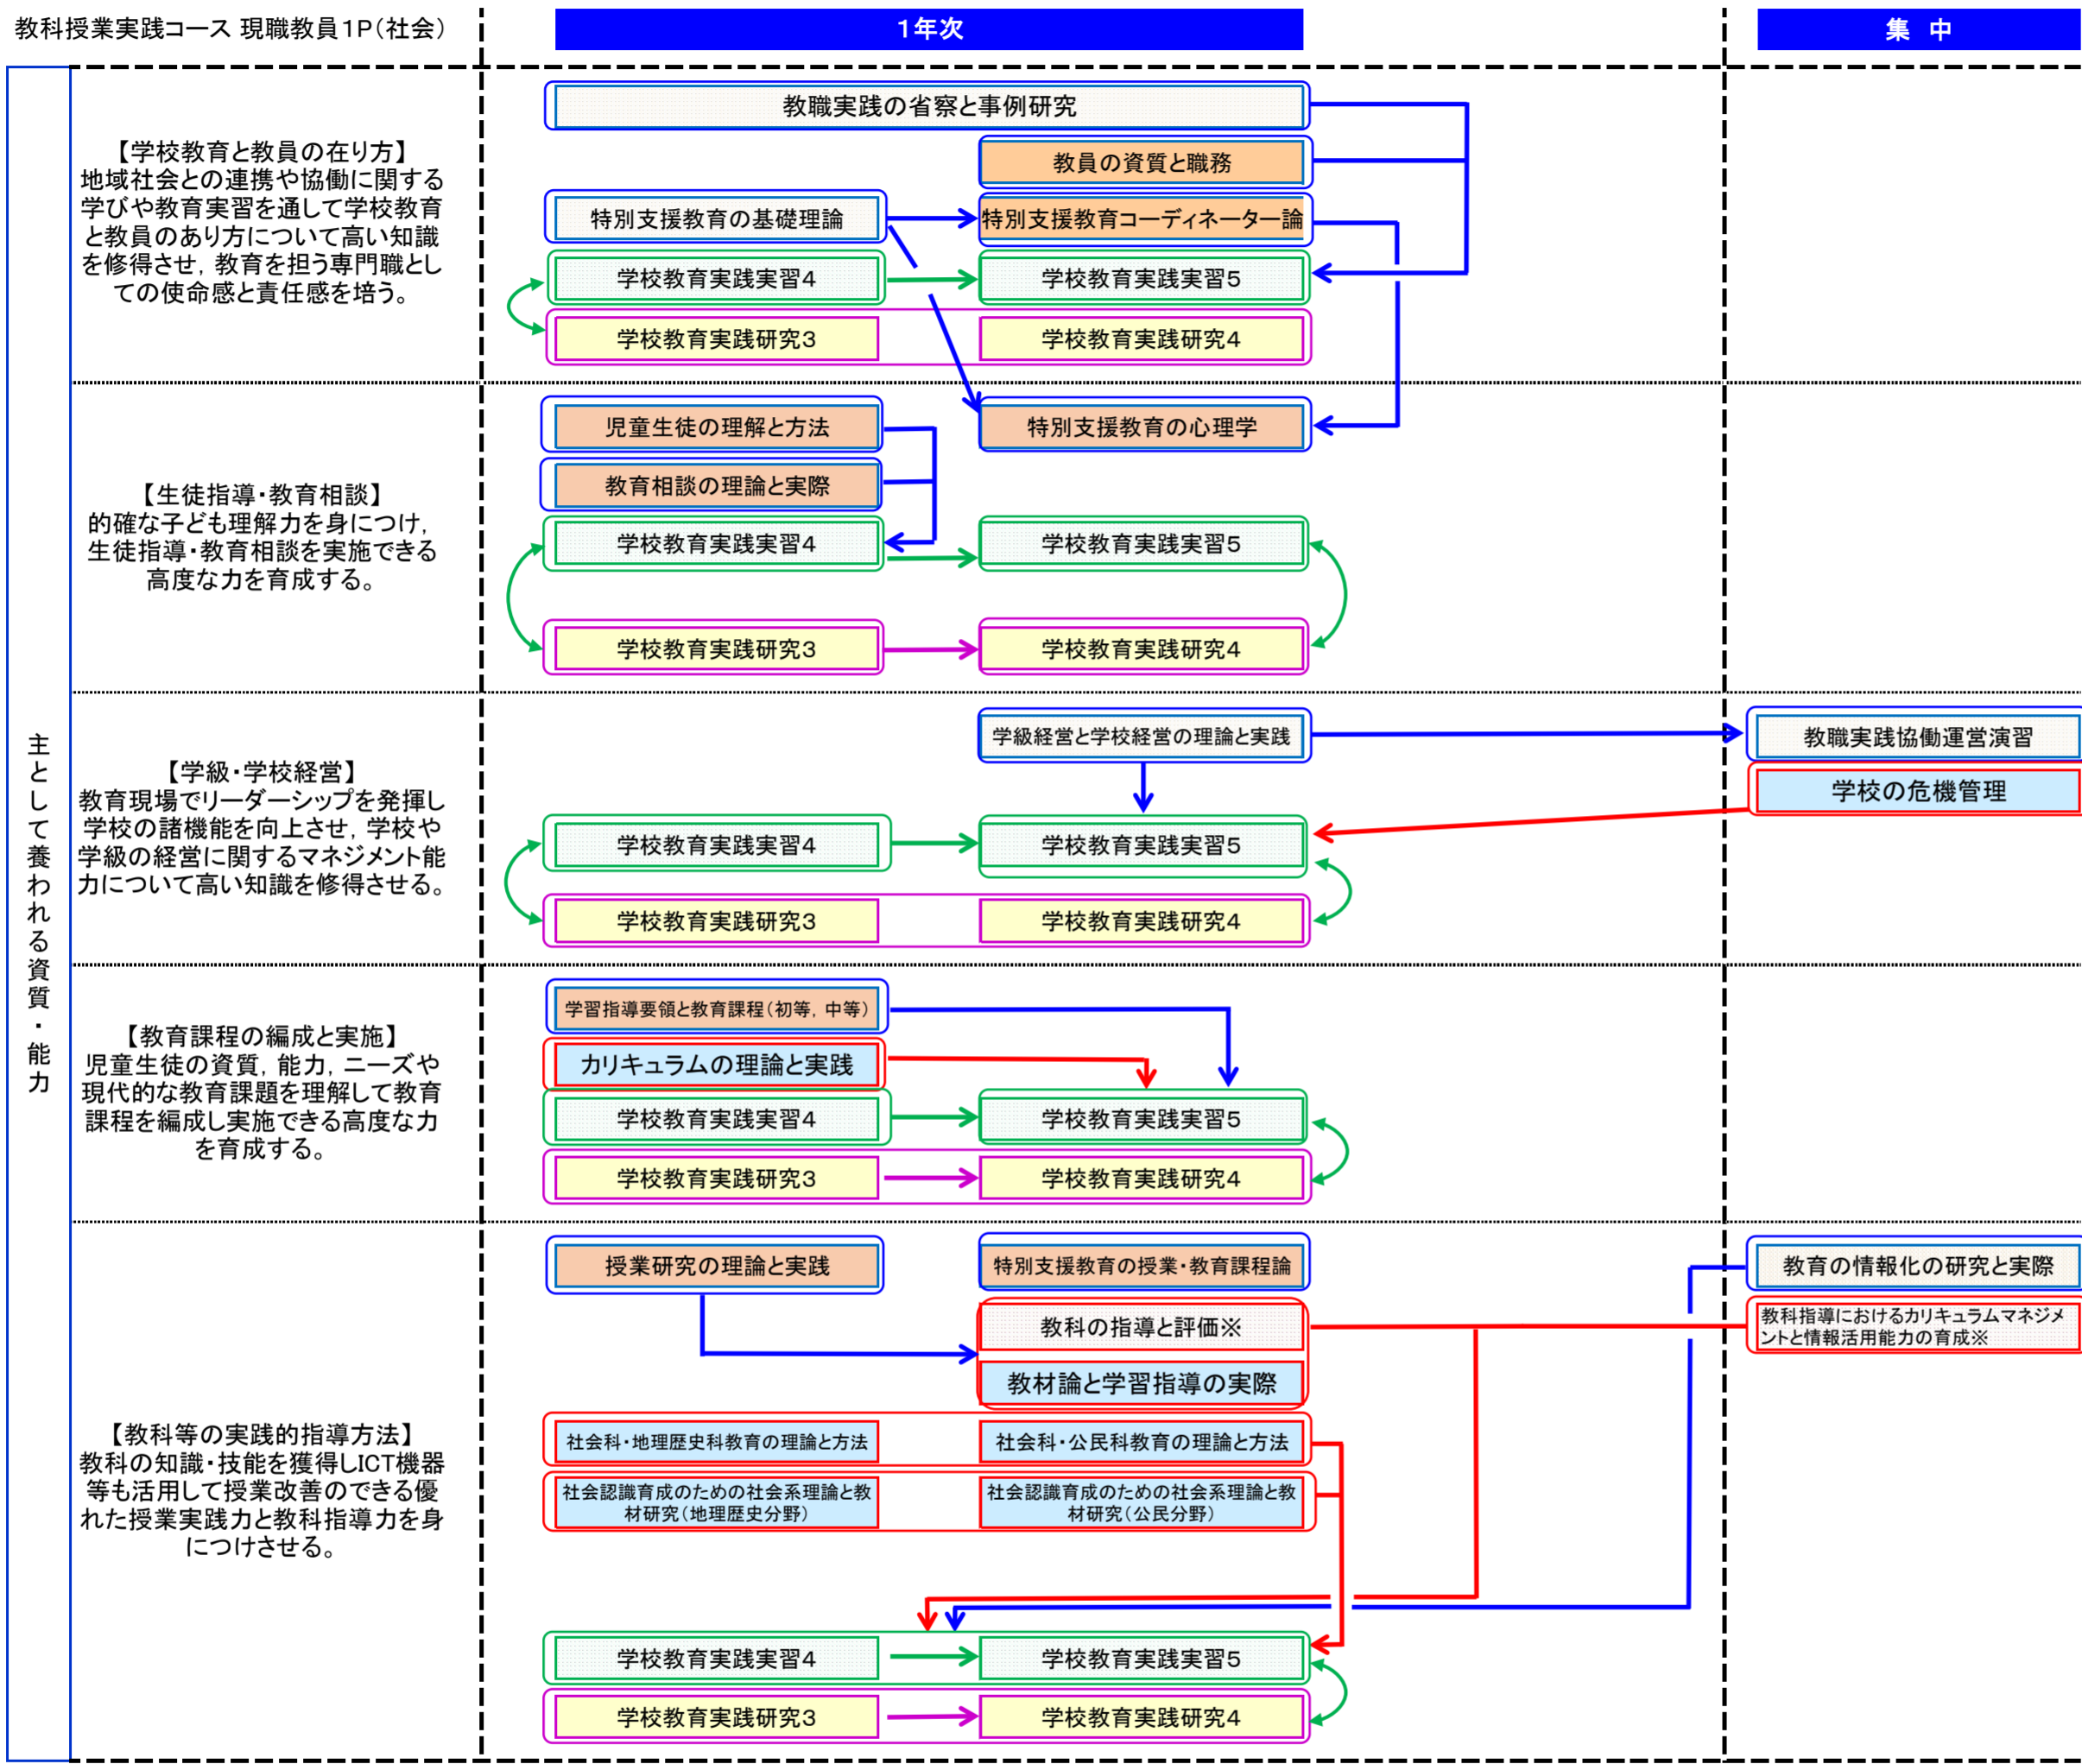 教科授業実践コース 現職教員1P(社会)
1年次
集 中
主として養われる資質・能力
【学校教育と教員の在り方】
地域社会との連携や協働に関する
学びや教育実習を通して学校教育
と教員のあり方について高い知識
を修得させ，教育を担う専門職とし
ての使命感と責任感を培う。
教職実践の省察と事例研究
教員の資質と職務
特別支援教育の基礎理論
特別支援教育コーディネーター論
学校教育実践実習4
学校教育実践実習5
学校教育実践研究3
学校教育実践研究4
【生徒指導・教育相談】
的確な子ども理解力を身につけ，
生徒指導・教育相談を実施できる
高度な力を育成する。
児童生徒の理解と方法
特別支援教育の心理学
教育相談の理論と実際
学校教育実践実習4
学校教育実践実習5
学校教育実践研究3
学校教育実践研究4
【学級・学校経営】
教育現場でリーダーシップを発揮し
学校の諸機能を向上させ，学校や
学級の経営に関するマネジメント能
力について高い知識を修得させる。
学級経営と学校経営の理論と実践
教職実践協働運営演習
学校の危機管理
学校教育実践実習4
学校教育実践実習5
学校教育実践研究3
学校教育実践研究4
【教育課程の編成と実施】
児童生徒の資質，能力，ニーズや
現代的な教育課題を理解して教育
課程を編成し実施できる高度な力
を育成する。
学習指導要領と教育課程(初等，中等)
カリキュラムの理論と実践
学校教育実践実習4
学校教育実践実習5
学校教育実践研究3
学校教育実践研究4
【教科等の実践的指導方法】
教科の知識・技能を獲得しICT機器
等も活用して授業改善のできる優
れた授業実践力と教科指導力を身
につけさせる。
授業研究の理論と実践
特別支援教育の授業・教育課程論
教育の情報化の研究と実際
教科の指導と評価※
教科指導におけるカリキュラムマネジメ
ントと情報活用能力の育成※
教材論と学習指導の実際
社会科・地理歴史科教育の理論と方法
社会科・公民科教育の理論と方法
社会認識育成のための社会系理論と教
材研究(地理歴史分野)
社会認識育成のための社会系理論と教
材研究(公民分野)
学校教育実践実習4
学校教育実践実習5
学校教育実践研究3
学校教育実践研究4